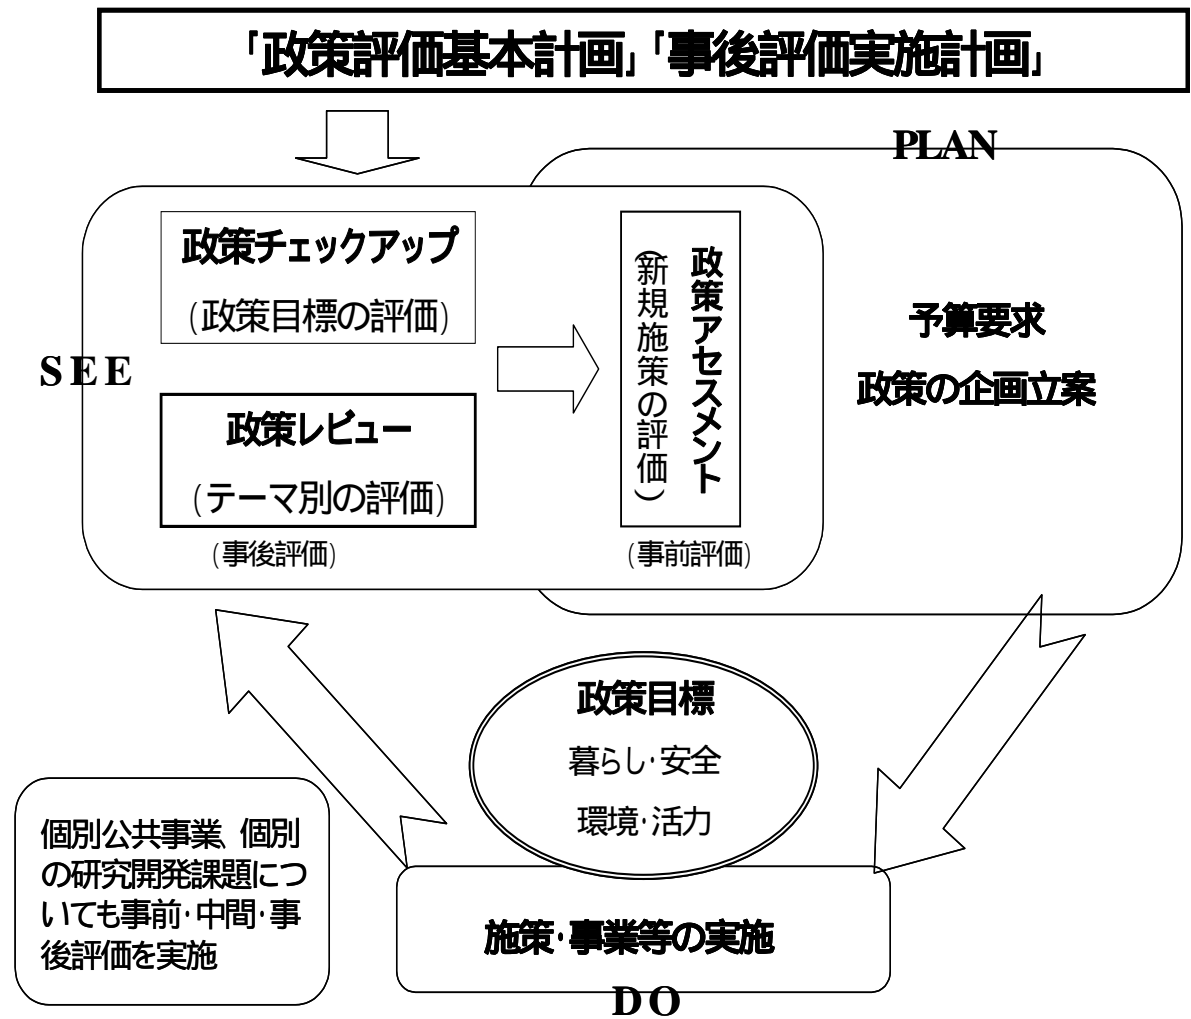 「政策評価基本計画」「事後評価実施計画」
PLAN
SEE
政策チェックアップ
(政策目標の評価)
政策レビュー
(テーマ別の評価)
(事後評価)
政策アセスメント
(新規施策の評価)
(事前評価)
予算要求
政策の企画立案
政策目標
暮らし・安全
環境・活力
個別公共事業、個別
の研究開発課題につ
いても事前・中間・事
後評価を実施
施策・事業等の実施
DO